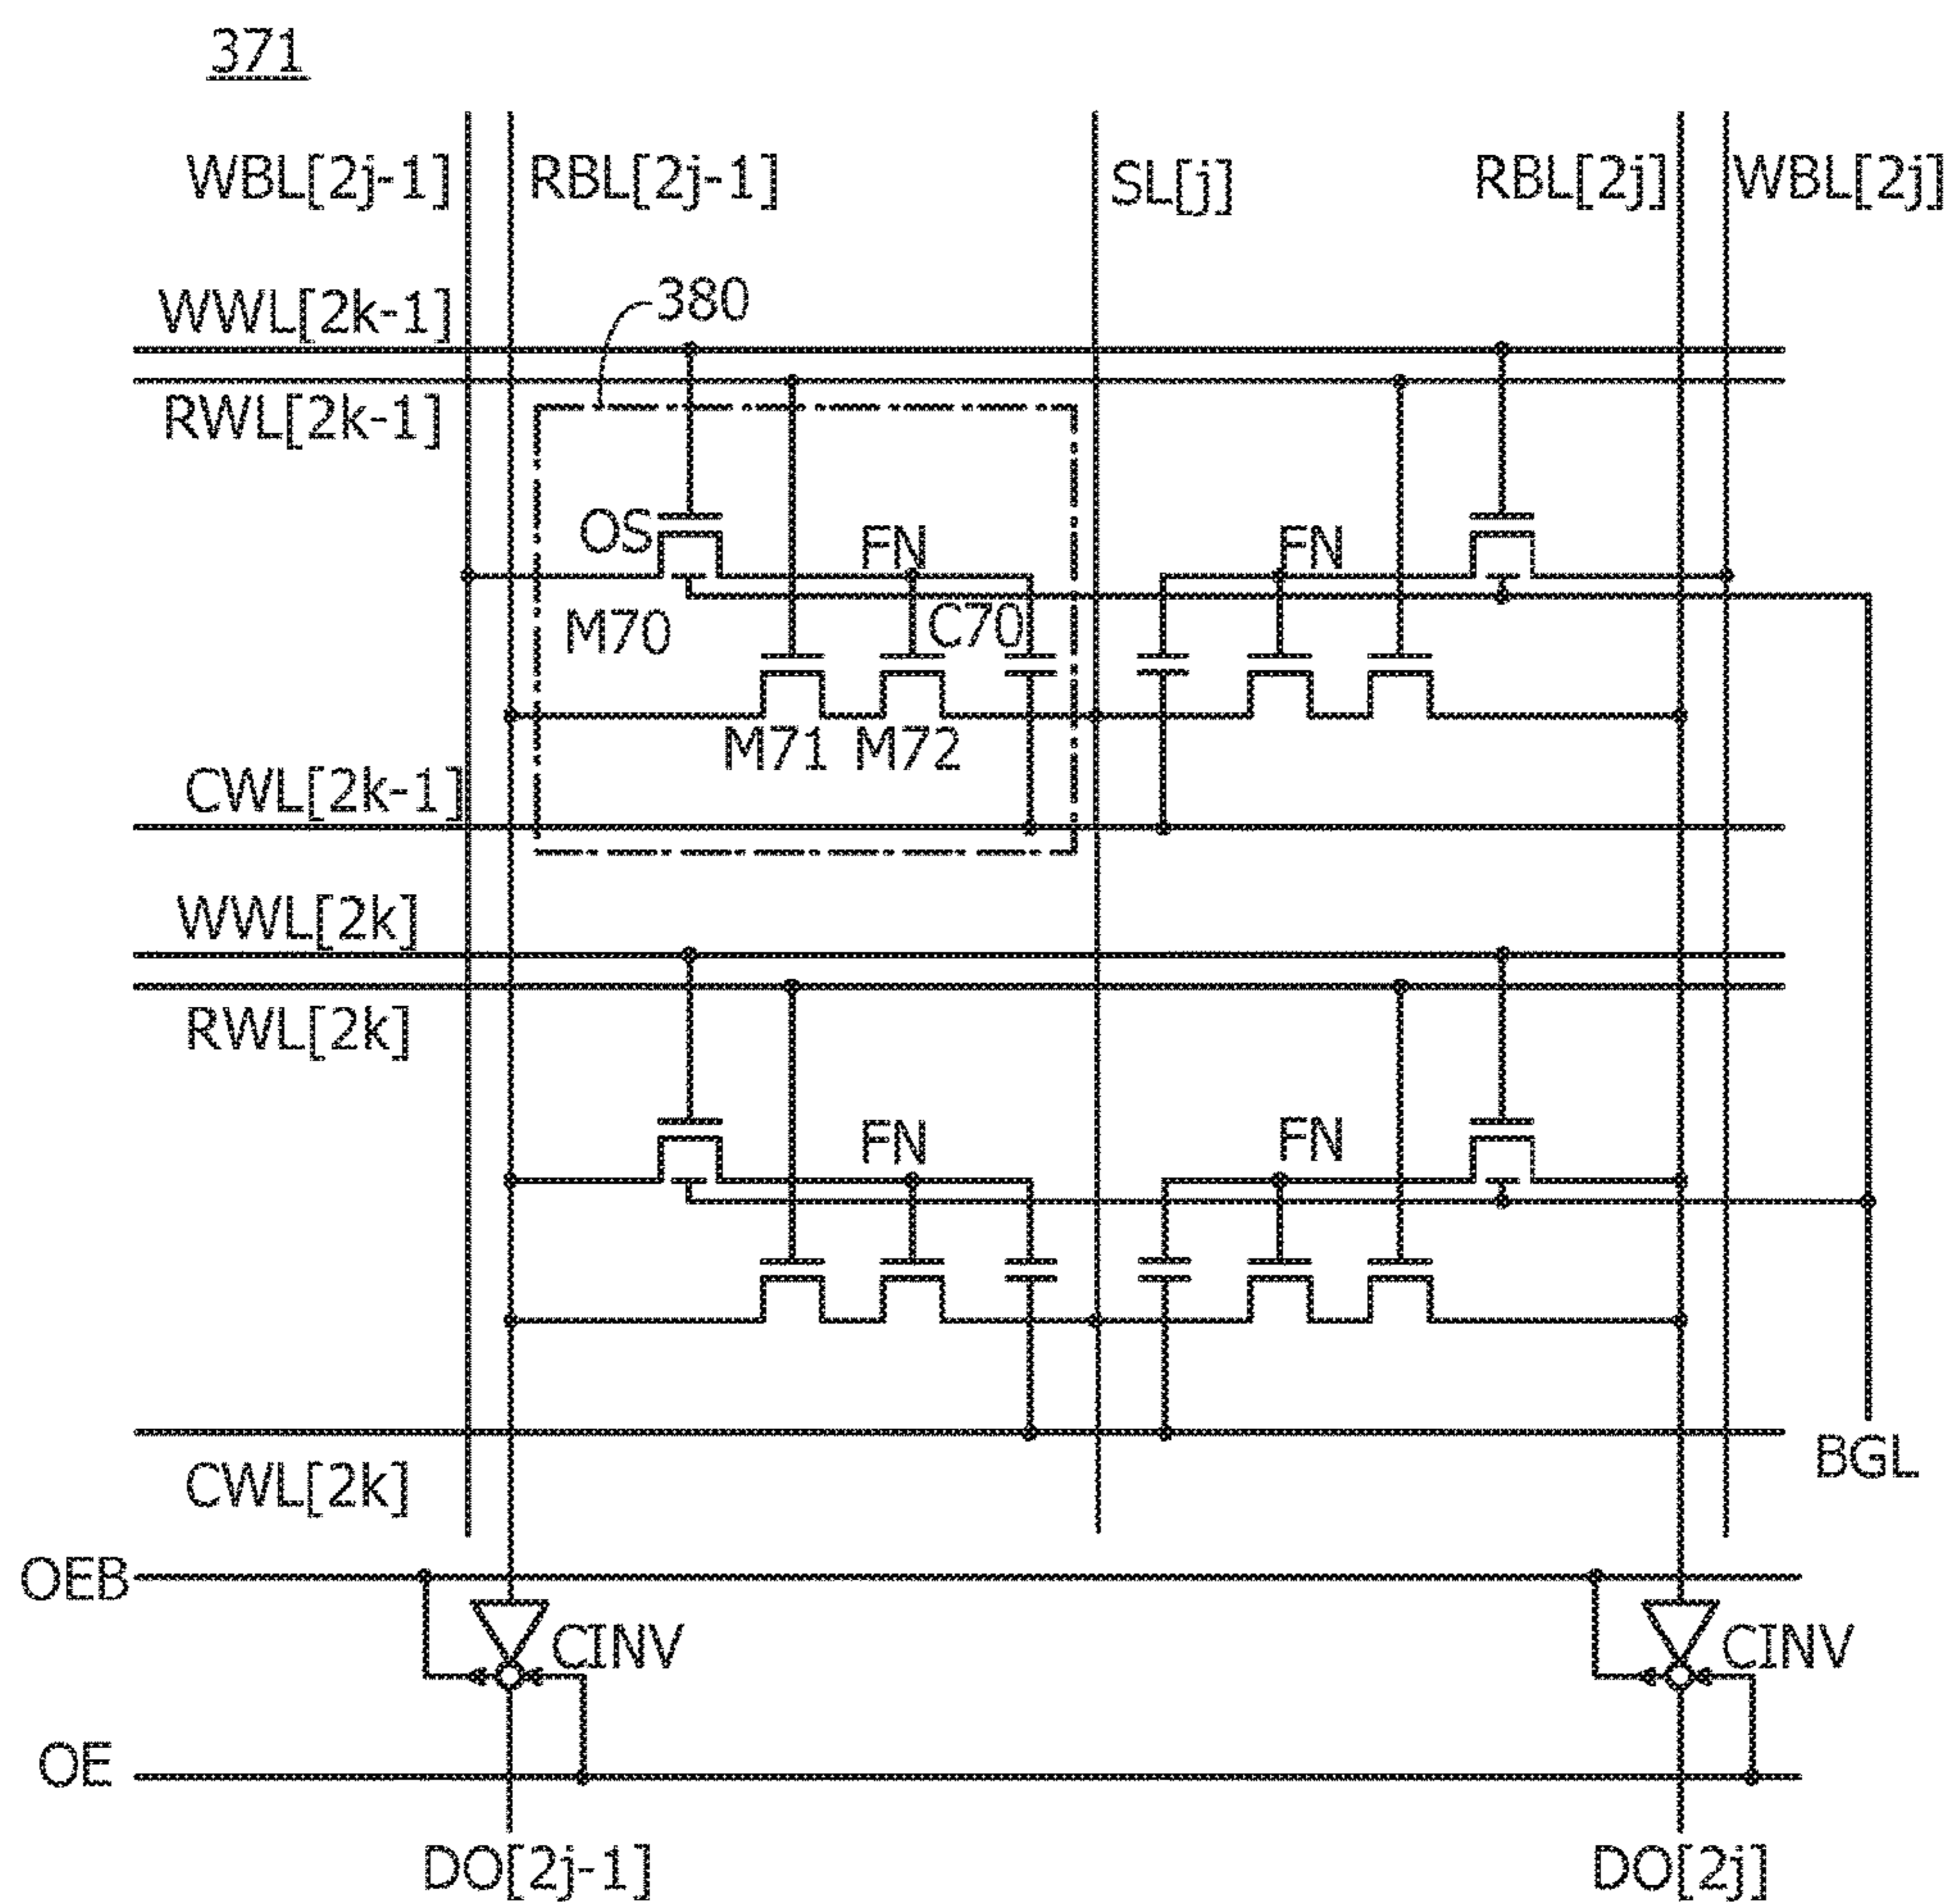 371
WBL[2j-1] RBL[2j-1] SL[j] RBL[2j] WBL[2j]
WWL[2k-1] 380
RWL[2k-1]
OS FN FN
M70 C70
M71 M72
CWL[2k-1]
WWL[2k]
RWL[2k]
FN FN
BGL
CWL[2k]
OEB
CINV CINV
OE
DO[2j-1] DO[2j]